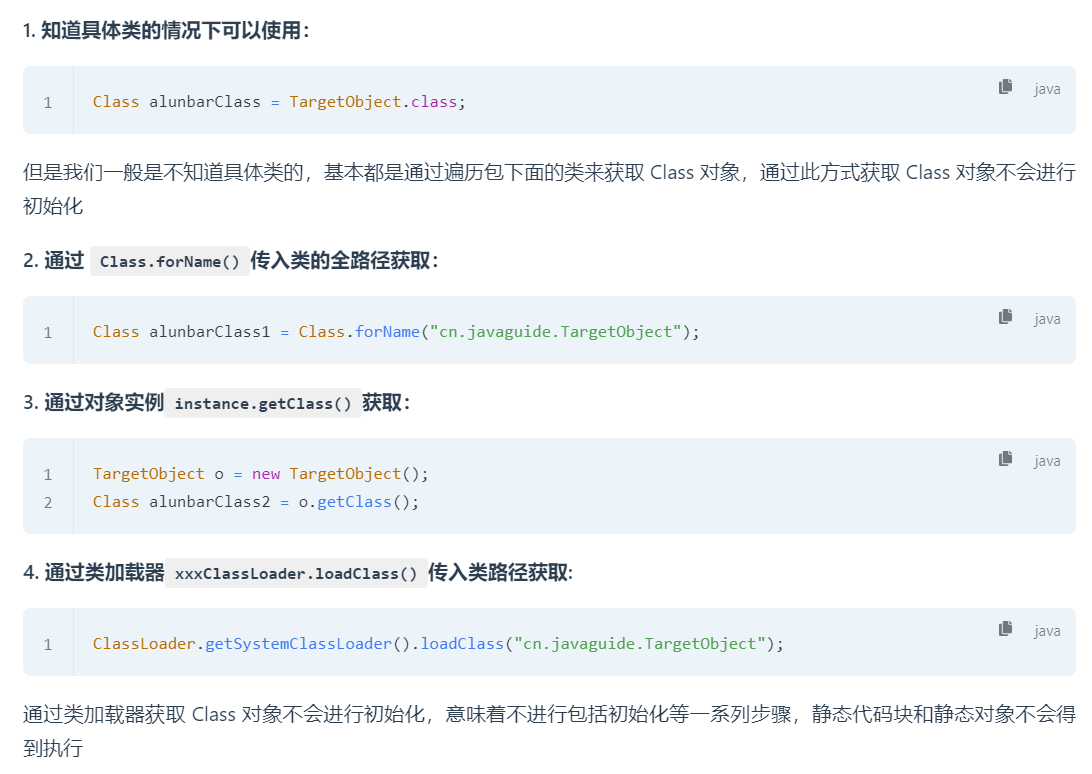 1. 知道具体类的情况下可以使用：
java
1 Class alunbarClass = TargetObject.class;
但是我们一般是不知道具体类的，基本都是通过遍历包下面的类来获取 Class 对象，通过此方式获取 Class 对象不会进行
初始化
2. 通过 Class.forName() 传入类的全路径获取：
java
1 Class alunbarClass1 = Class.forName("cn.javaguide.TargetObject");
3. 通过对象实例 instance.getClass() 获取：
java
1 TargetObject o = new TargetObject();
2 Class alunbarClass2 = o.getClass();
4. 通过类加载器 xxxClassLoader.loadClass() 传入类路径获取:
java
1 ClassLoader.getSystemClassLoader().loadClass("cn.javaguide.TargetObject");
通过类加载器获取 Class 对象不会进行初始化，意味着不进行包括初始化等一系列步骤，静态代码块和静态对象不会得
到执行